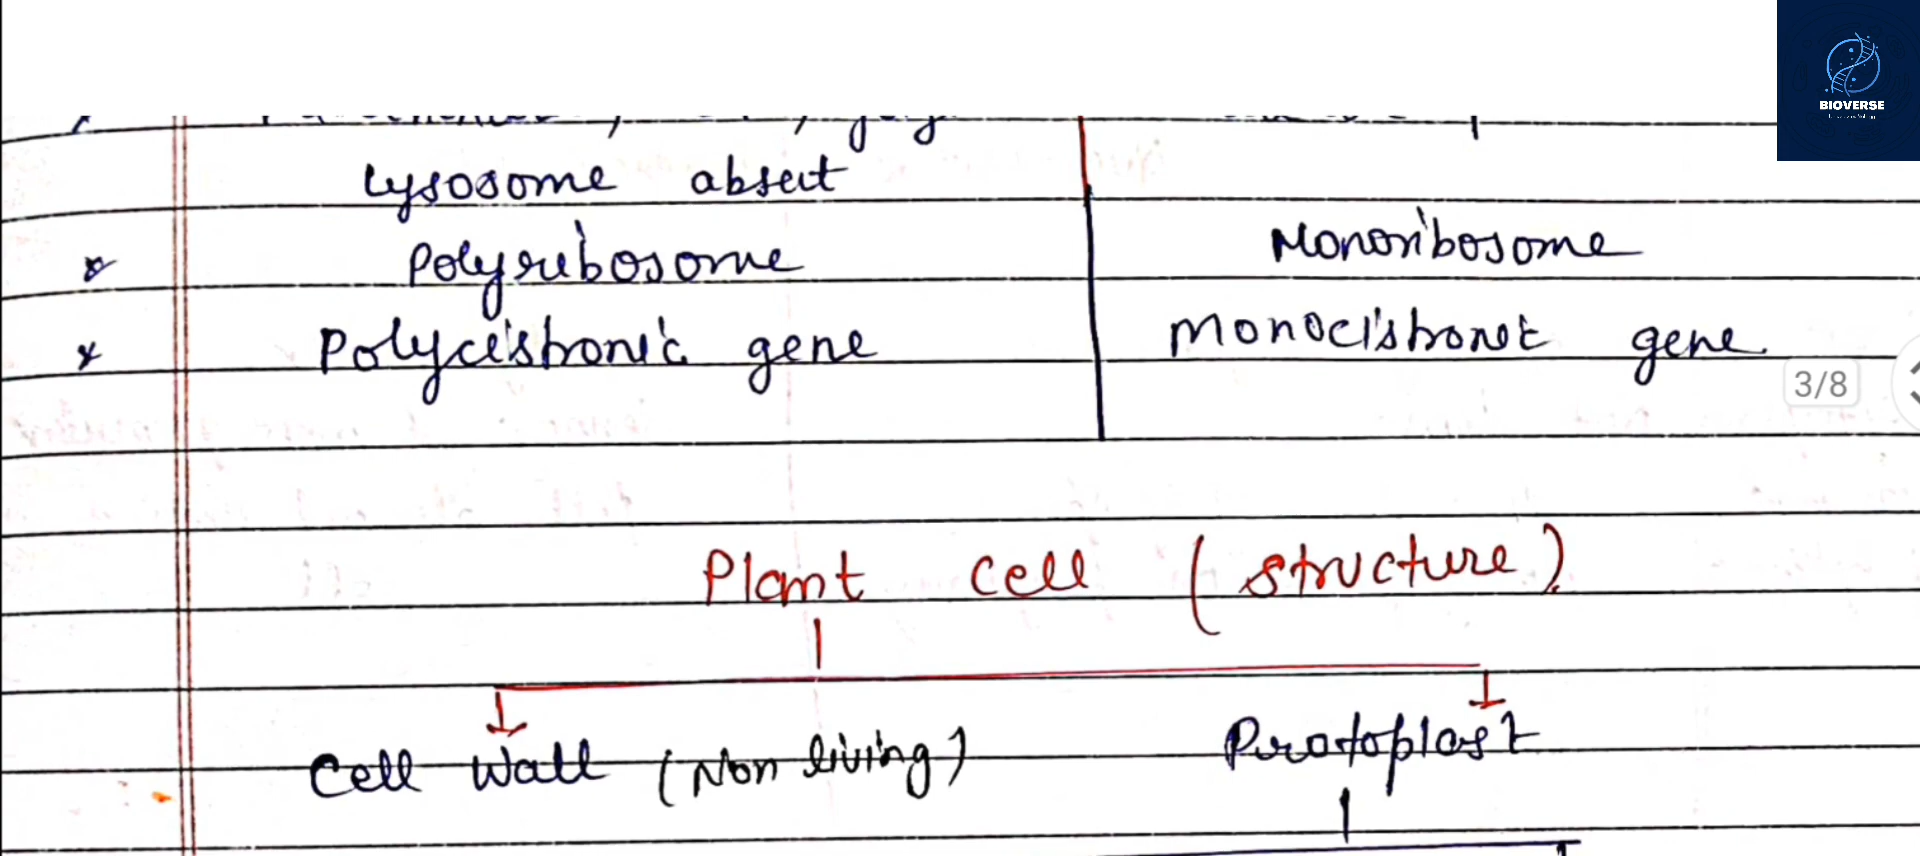 BIOVERSE
Lysosome absent
* Polyribosome Monoribosome
* Polycistronic gene Monocistronic gene
3/8
Plant cell (structure)
Cell Wall (Non living) Protoplast